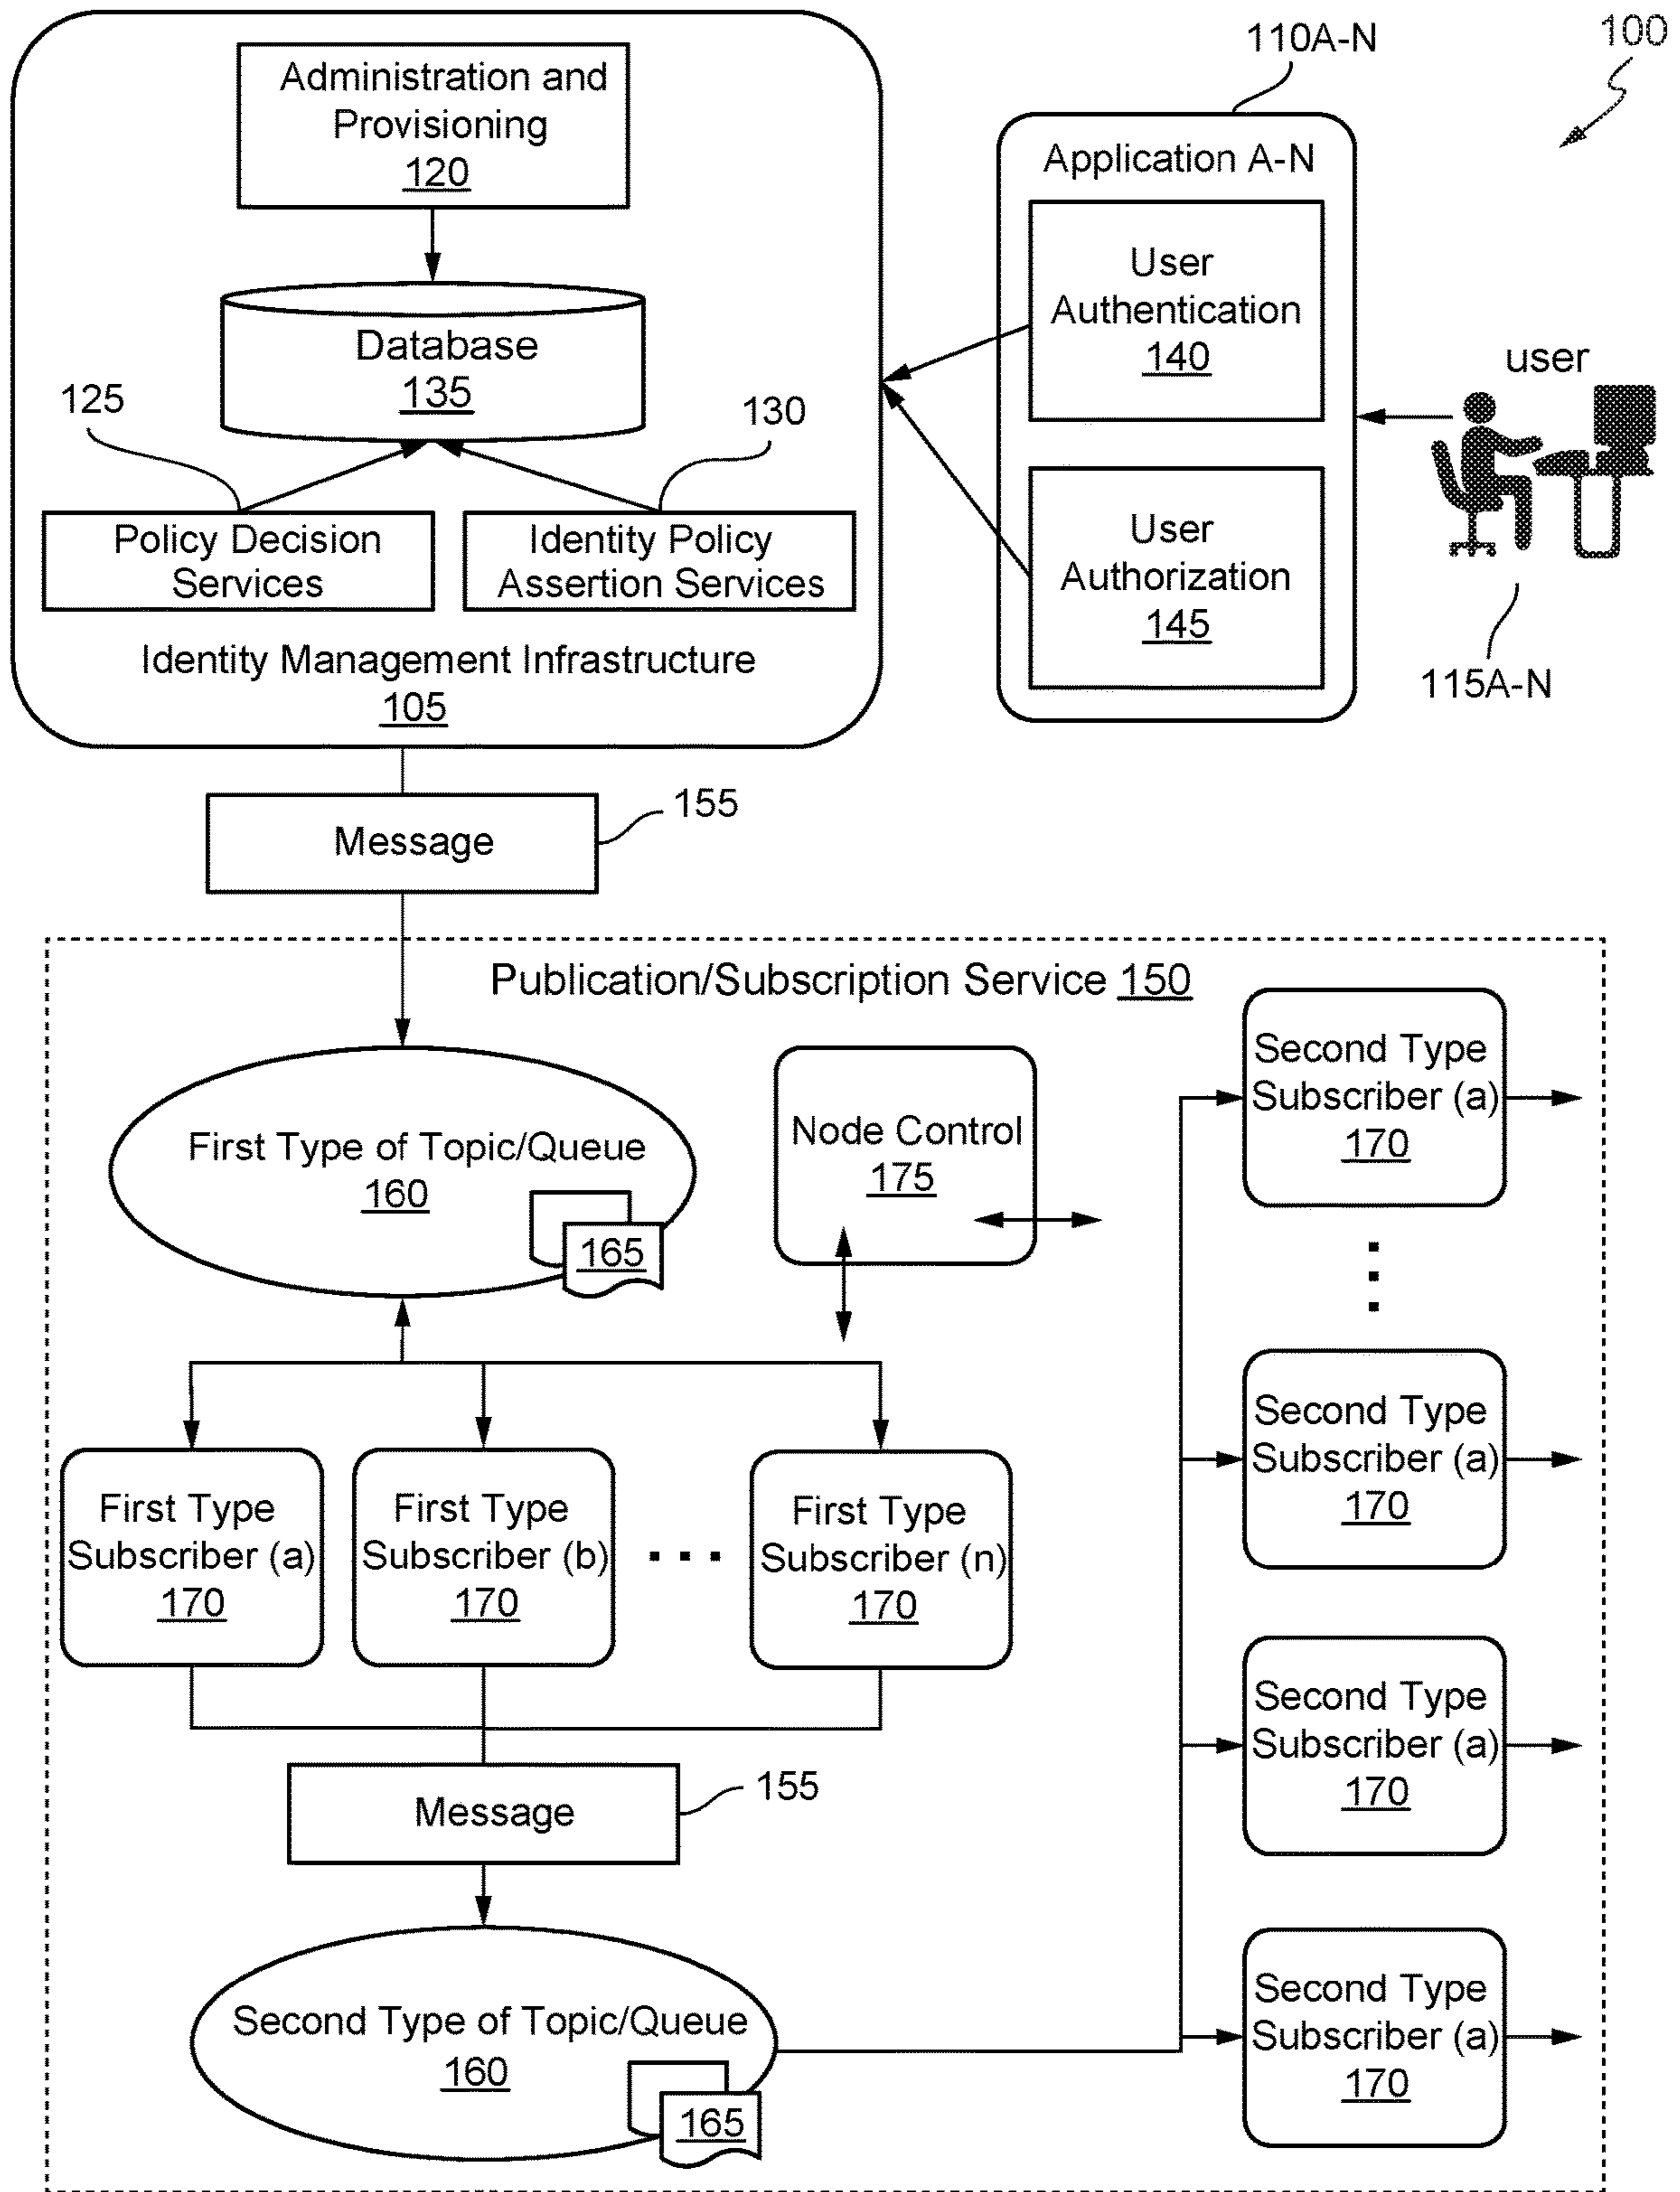 100
110A-N
Administration and
Provisioning
120
Database
135
125
130
Policy Decision
Services
Identity Policy
Assertion Services
Identity Management Infrastructure
105
Application A-N
User
Authentication
140
User
Authorization
145
user
115A-N
Message
155
Publication/Subscription Service 150
First Type of Topic/Queue
160
165
Node Control
175
First Type
Subscriber (a)
170
First Type
Subscriber (b)
170
First Type
Subscriber (n)
170
Message
155
Second Type of Topic/Queue
160
165
Second Type
Subscriber (a)
170
Second Type
Subscriber (a)
170
Second Type
Subscriber (a)
170
Second Type
Subscriber (a)
170